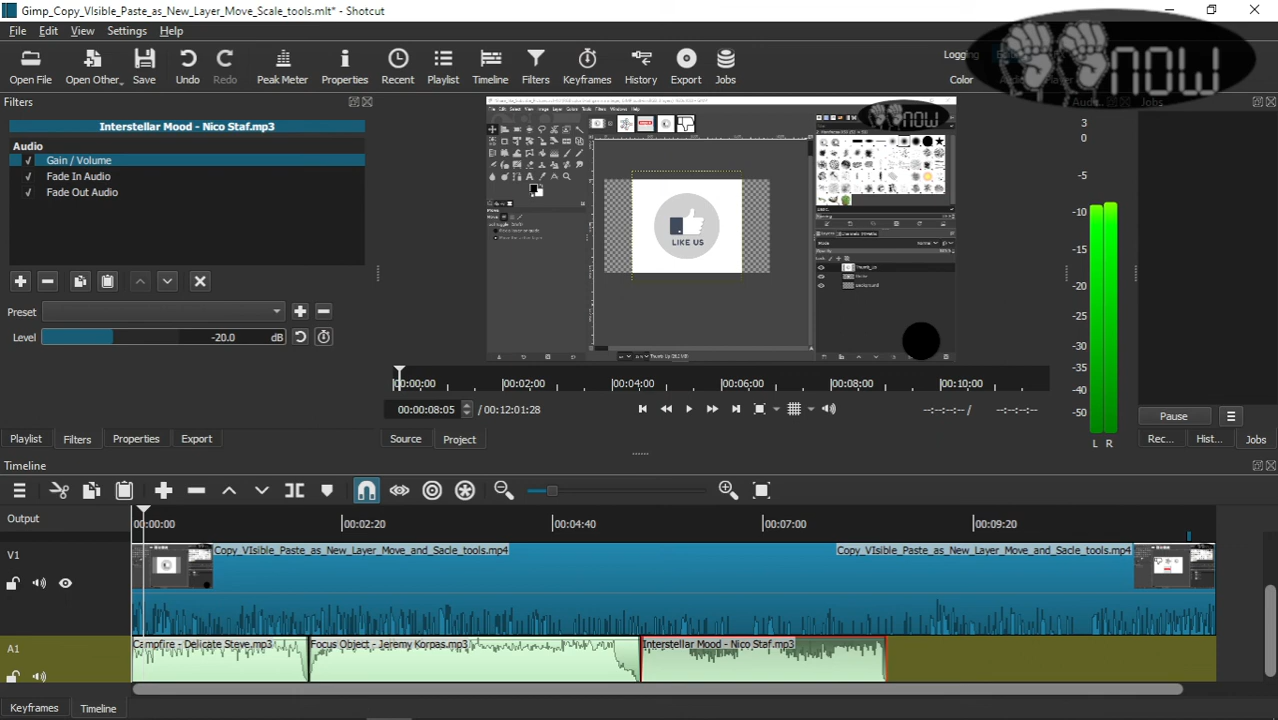 Gimp_Copy_VIsible_Paste_as_New_Layer_Move_Scale_tools.mlt* - Shotcut
File Edit View Settings Help
Logging
NOW
Open File Open Other... Save Undo Redo Peak Meter Properties Recent Playlist Timeline Filters Keyframes History Export Jobs
Color
Filters
Jobs
Interstellar Mood - Nico Staf.mp3
Audio
Gain / Volume
Fade In Audio
Fade Out Audio
Preset
Level -20.0 dB
NOW
LIKE US
3
0
-5
-10
-15
-20
-25
-30
-35
-40
-50
L R
00:00:00 00:02:00 00:04:00 00:06:00 00:08:00 00:10:00
00:00:08:05 / 00:12:01:28 --:--:--:-- / --:--:--:--
Pause
Playlist Filters Properties Export Source Project Rec... Hist... Jobs
Timeline
Output 00:00:00 00:02:20 00:04:40 00:07:00 00:09:20
V1 Copy_VIsible_Paste_as_New_Layer_Move_and_Sacle_tools.mp4 Copy_VIsible_Paste_as_New_Layer_Move_and_Sacle_tools.mp4
A1 Campfire - Delicate Steve.mp3 Focus Object - Jeremy Korpas.mp3 Interstellar Mood - Nico Staf.mp3
Keyframes Timeline